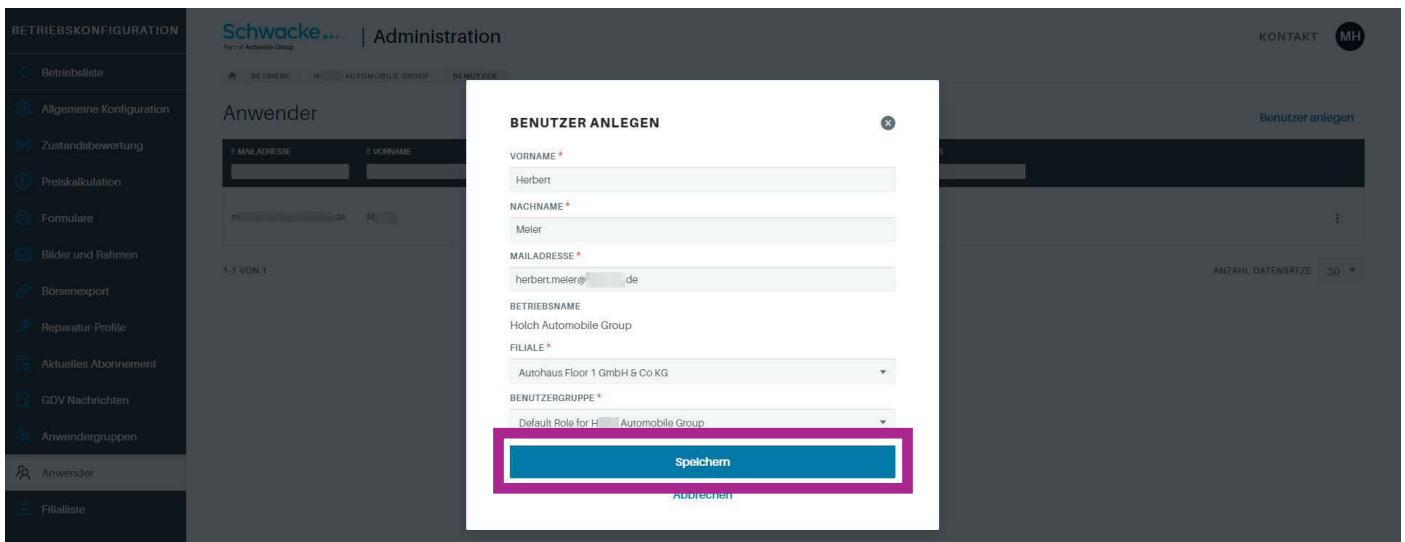 BETRIEBSKONFIGURATION
Betriebsliste
Allgemeine Konfiguration
Zustandsbewertung
Preiskalkulation
Formulare
Bilder und Rahmen
Börsenexport
Reparatur-Profile
Aktuelles Abonnement
GDV Nachrichten
Anwendergruppen
Anwender
Filialliste
Schwacke | Administration
Part of Autovista Group
KONTAKT MH
BETRIEBE H AUTOMOBILE GROUP BENUTZER
Anwender
Benutzer anlegen
MAILADRESSE VORNAME
m de M
1-1 VON 1
ANZAHL DATENSÄTZE 30
BENUTZER ANLEGEN
VORNAME *
Herbert
NACHNAME *
Meier
MAILADRESSE *
herbert.meier@ de
BETRIEBSNAME
Holch Automobile Group
FILIALE *
Autohaus Floor 1 GmbH & Co KG
BENUTZERGRUPPE *
Default Role for H Automobile Group
Speichern
Abbrechen